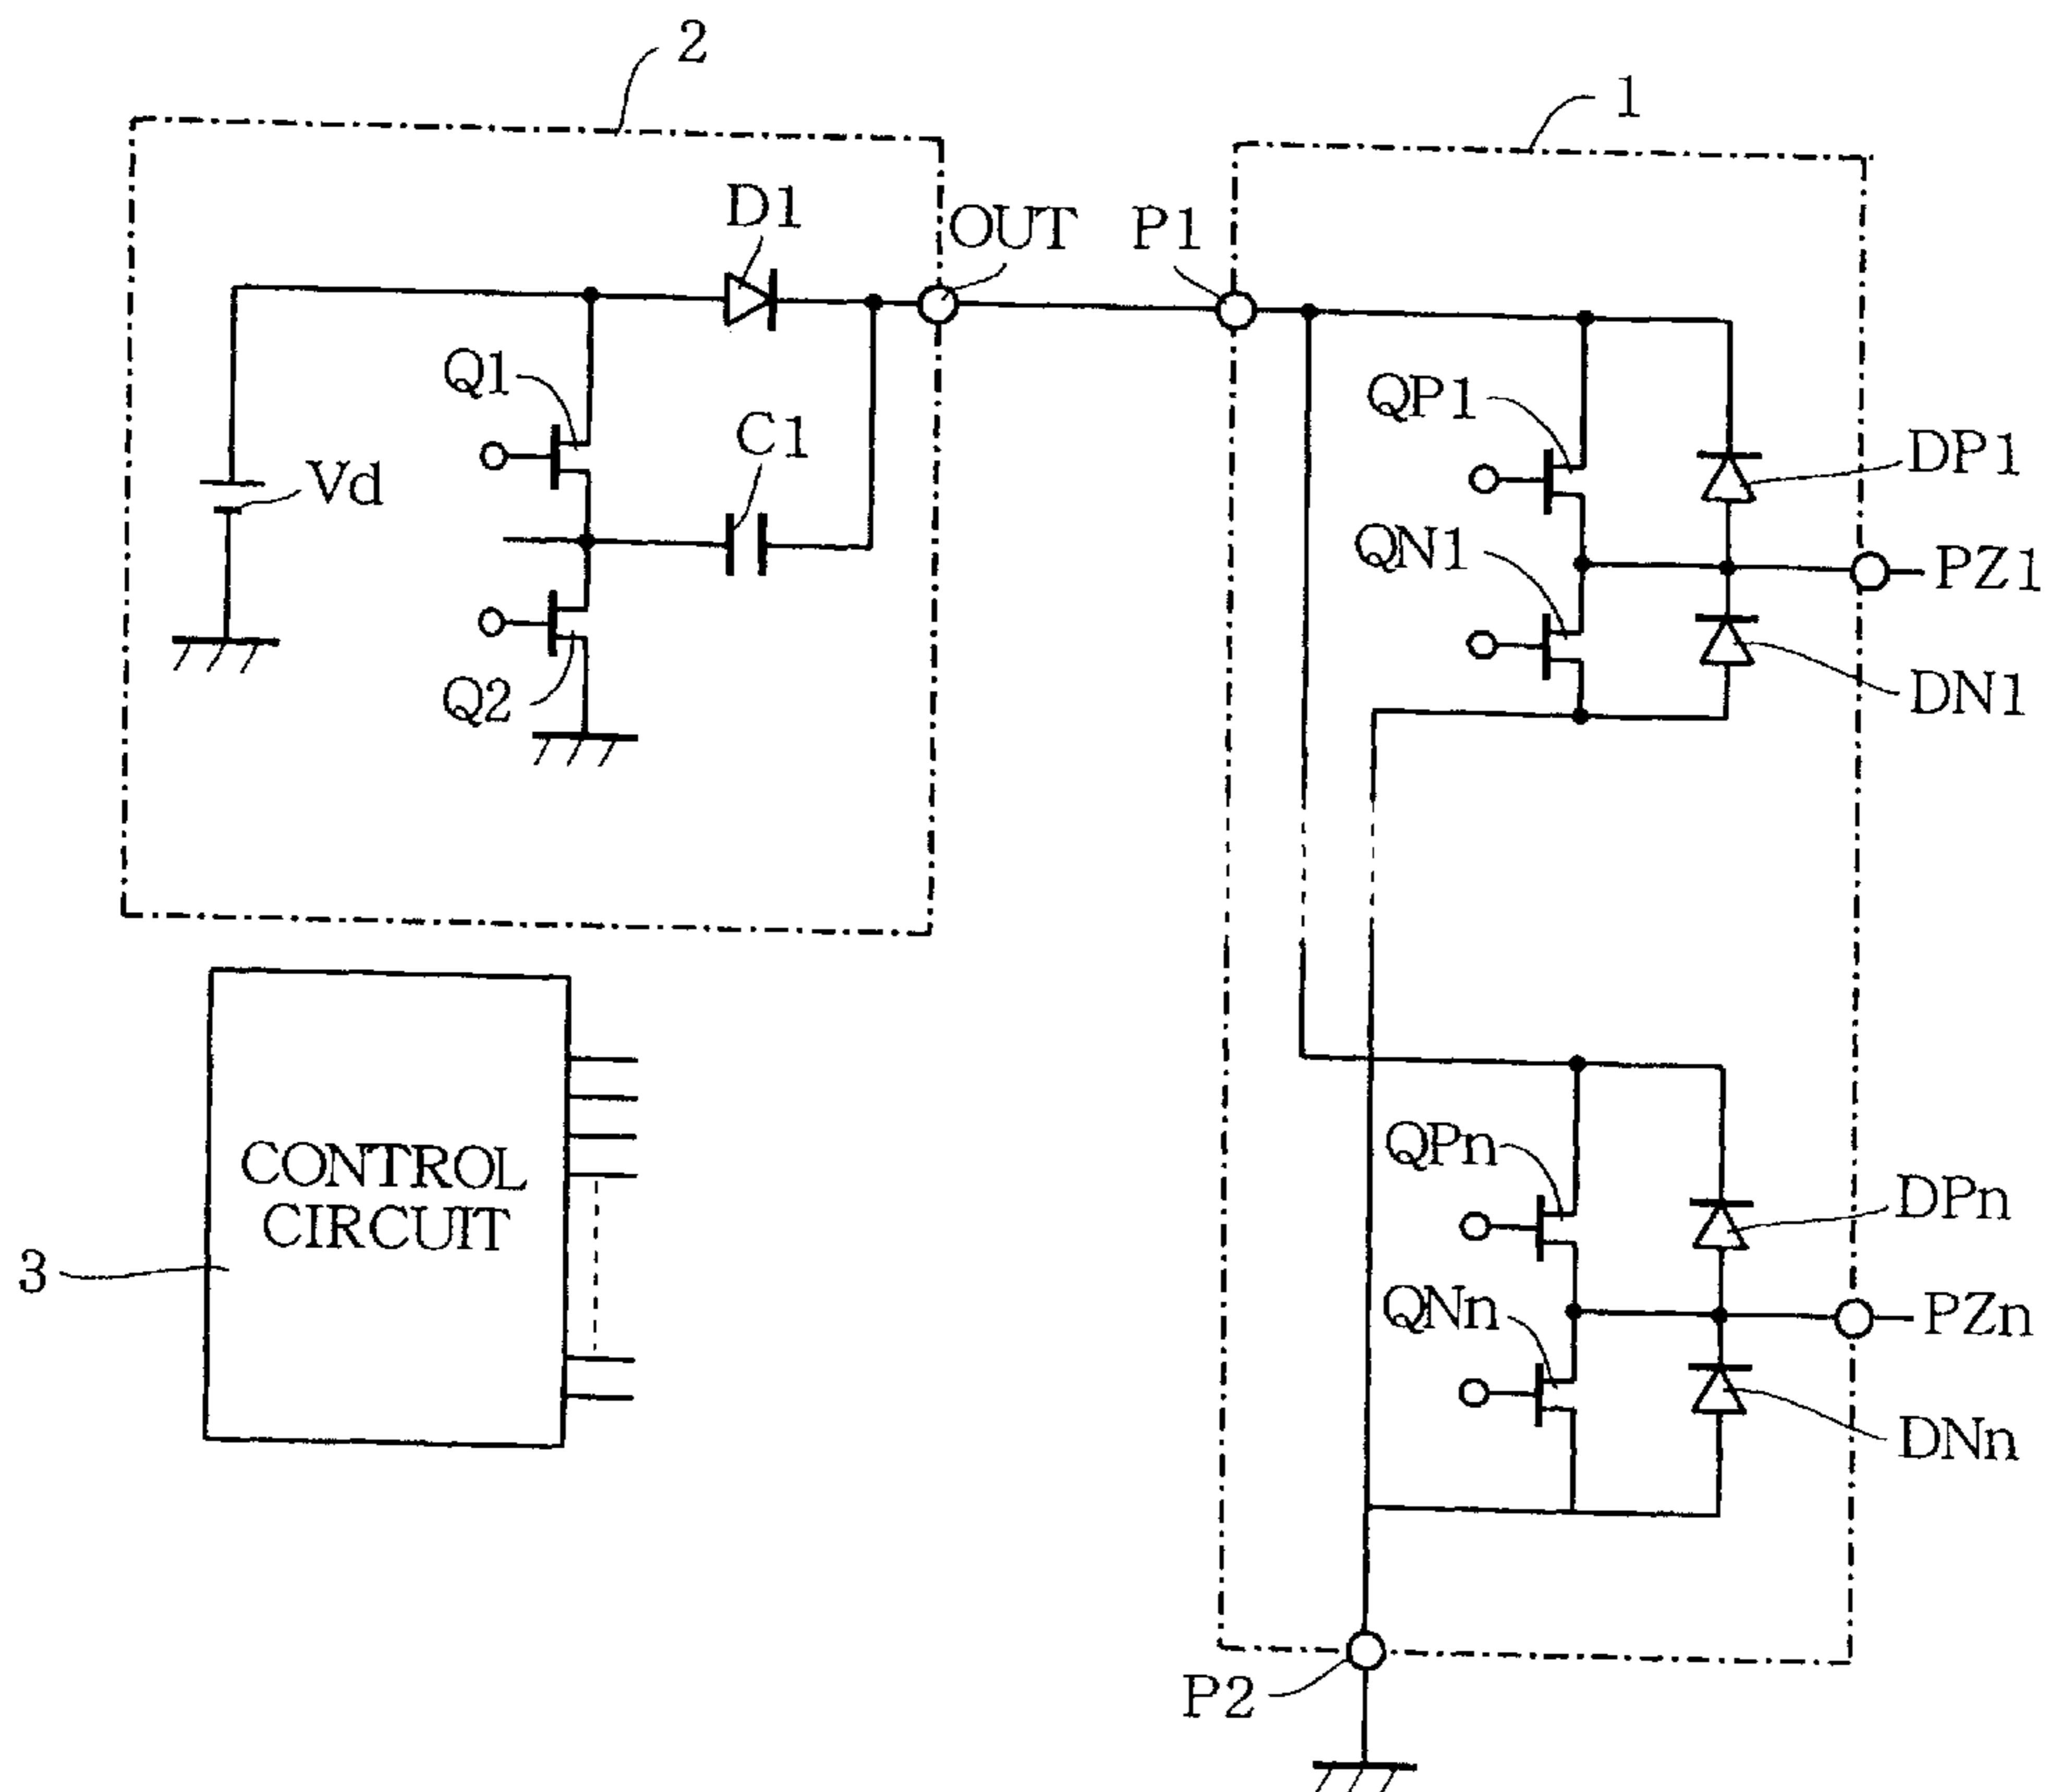 2
1
D1
OUT
P1
Q1
C1
Vd
Q2
QP1
DP1
QN1
PZ1
DN1
CONTROL
CIRCUIT
3
QPn
DPn
QNn
PZn
DNn
P2